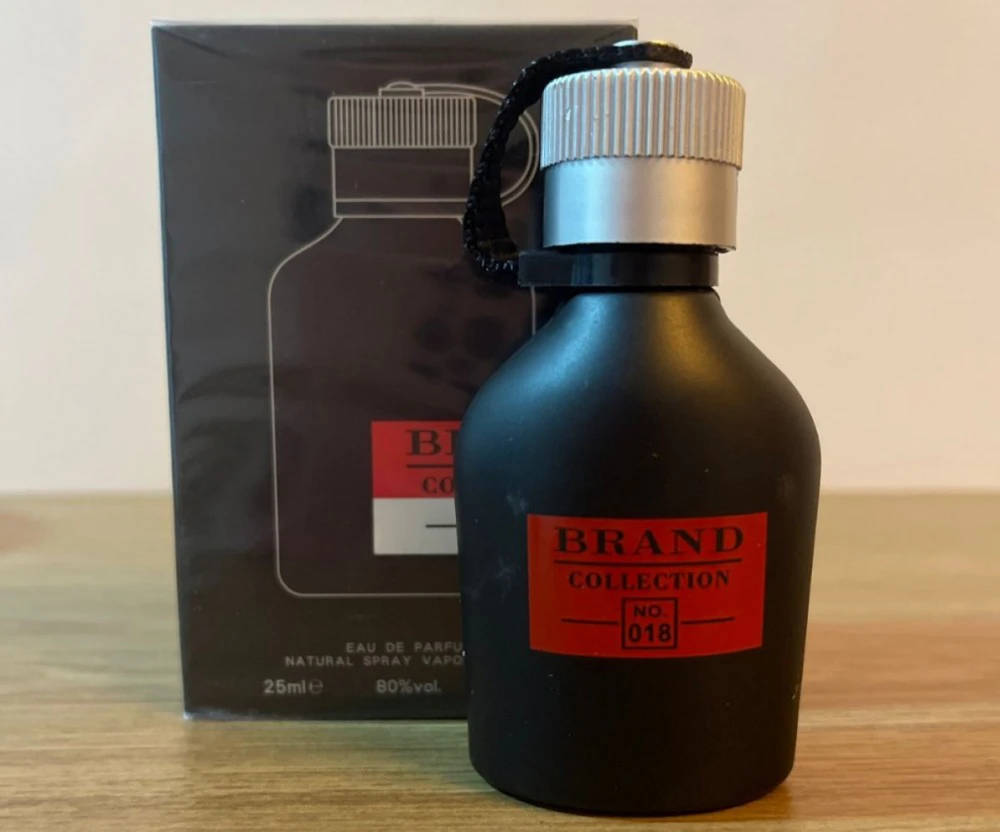 BRAND
COLLECTION
NO.
018
EAU DE PARFU
NATURAL SPRAY VAPO
25ml e
80%vol.